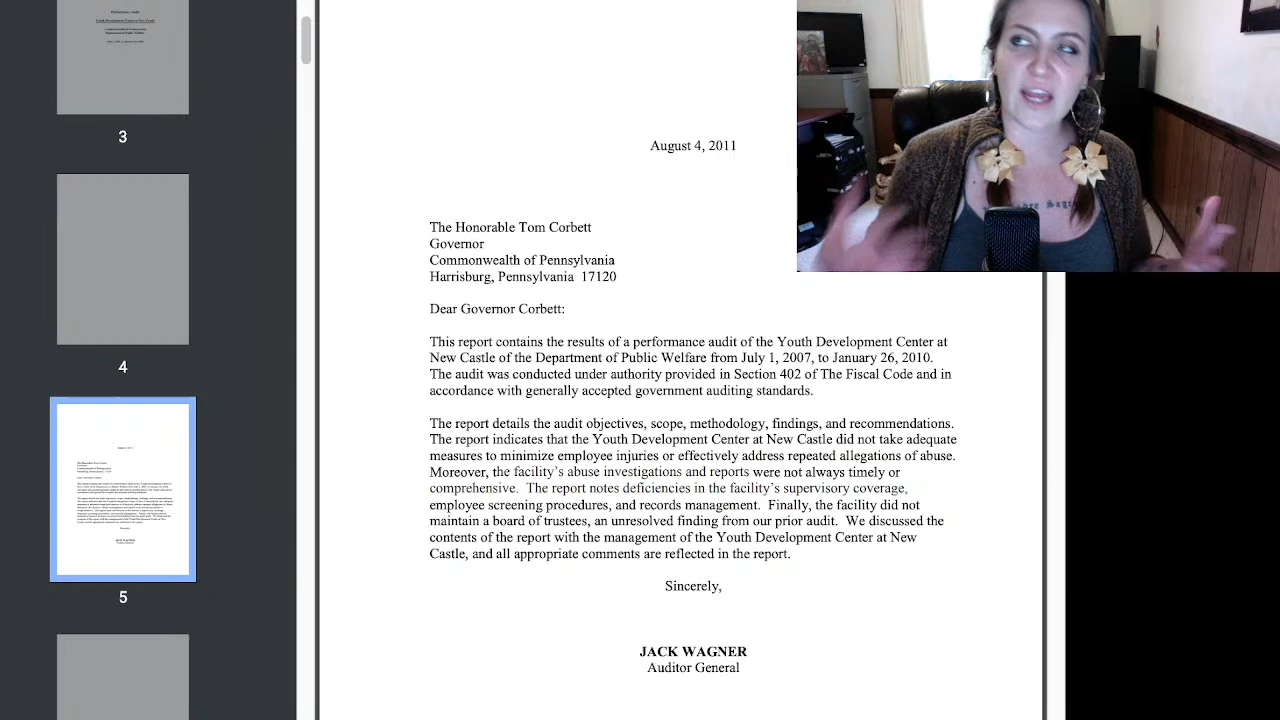 3
4
5
August 4, 2011
The Honorable Tom Corbett
Governor
Commonwealth of Pennsylvania
Harrisburg, Pennsylvania 17120
Dear Governor Corbett:
This report contains the results of a performance audit of the Youth Development Center at
New Castle of the Department of Public Welfare from July 1, 2007, to January 26, 2010.
The audit was conducted under authority provided in Section 402 of The Fiscal Code and in
accordance with generally accepted government auditing standards.
The report details the audit objectives, scope, methodology, findings, and recommendations.
The report indicates that the Youth Development Center at New Castle did not take adequate
measures to minimize employee injuries or effectively address repeated allegations of abuse.
Moreover, the facility's abuse investigations and reports were not always timely or
comprehensive. The report notes deficiencies in the facility's supervisory coverage,
employee screening procedures, and records management. Finally, the facility did not
maintain a board of trustees, an unresolved finding from our prior audit. We discussed the
contents of the report with the management of the Youth Development Center at New
Castle, and all appropriate comments are reflected in the report.
Sincerely,
JACK WAGNER
Auditor General